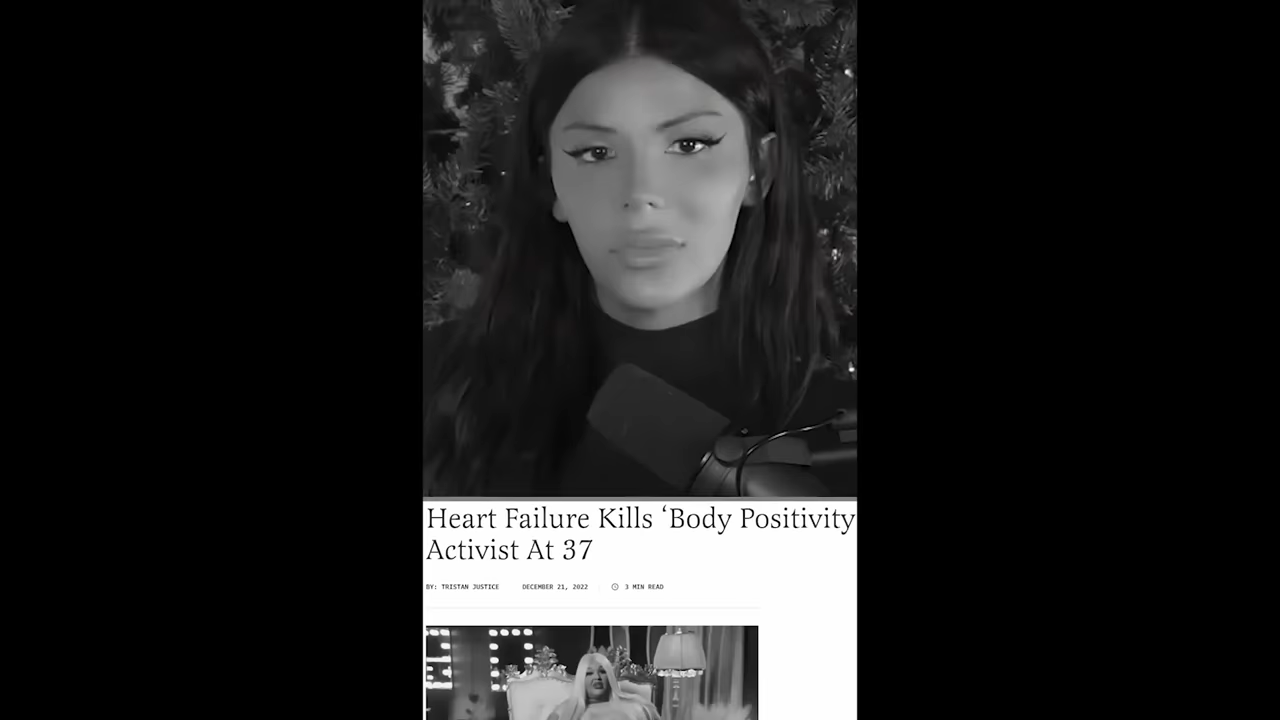 Heart Failure Kills ‘Body Positivity
Activist At 37
BY: TRISTAN JUSTICE DECEMBER 21, 2022 3 MIN READ